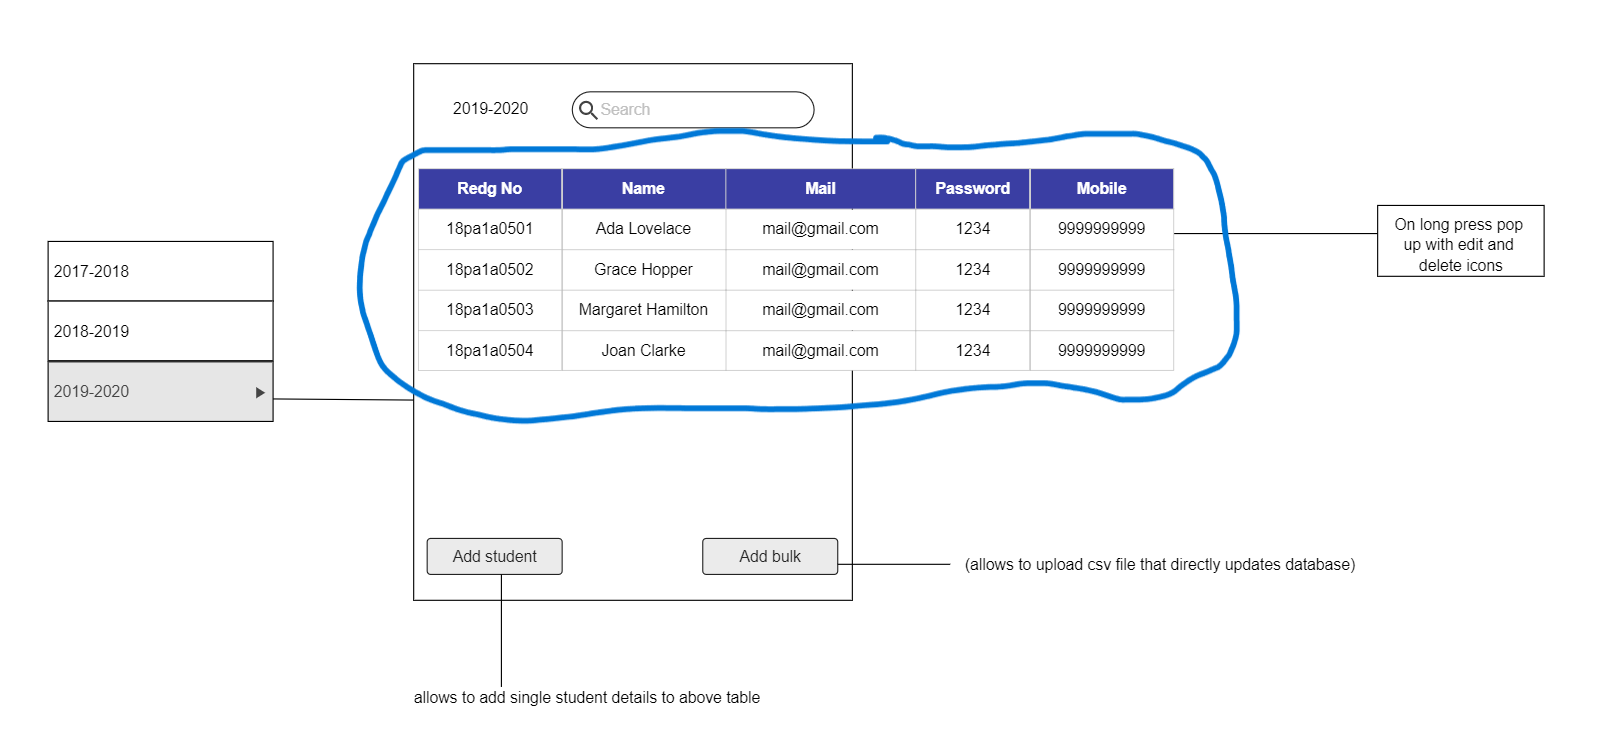 2019-2020
Search
Redg No Name Mail Password Mobile
18pa1a0501 Ada Lovelace mail@gmail.com 1234 9999999999
18pa1a0502 Grace Hopper mail@gmail.com 1234 9999999999
18pa1a0503 Margaret Hamilton mail@gmail.com 1234 9999999999
18pa1a0504 Joan Clarke mail@gmail.com 1234 9999999999
On long press pop
up with edit and
delete icons
2017-2018
2018-2019
2019-2020
Add student
Add bulk
(allows to upload csv file that directly updates database)
allows to add single student details to above table